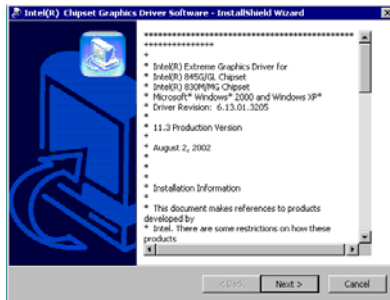 Intel(R) Chipset Graphics Driver Software - InstallShield Wizard
**************************************************
****************
*
* Intel(R) Extreme Graphics Driver for
* Intel(R) 845G/GL Chipset
* Intel(R) 830M/MG Chipset
* Microsoft* Windows* 2000 and Windows XP*
* Driver Revision: 6.13.01.3205
*
* 11.3 Production Version
*
* August 2, 2002
*
*
* Installation Information
*
* This document makes references to products
developed by
* Intel. There are some restrictions on how these
products
< Back
Next >
Cancel